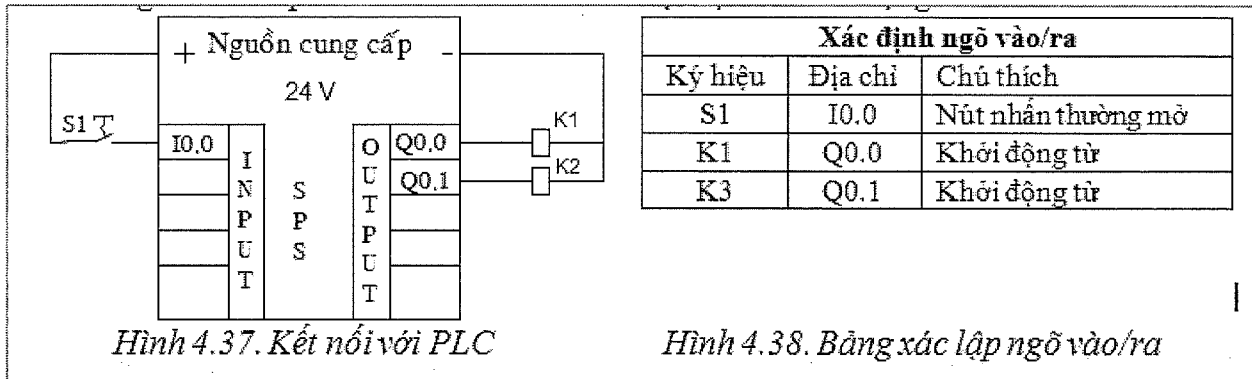 + Nguồn cung cấp -
24 V
S1
I0.0
INPUT
SPS
OUTPUT
Q0.0
Q0.1
K1
K2
Hình 4.37. Kết nối với PLC
Xác định ngõ vào/ra
Ký hiệu Địa chỉ Chú thích
S1 I0.0 Nút nhấn thường mở
K1 Q0.0 Khởi động từ
K3 Q0.1 Khởi động từ
Hình 4.38. Bảng xác lập ngõ vào/ra